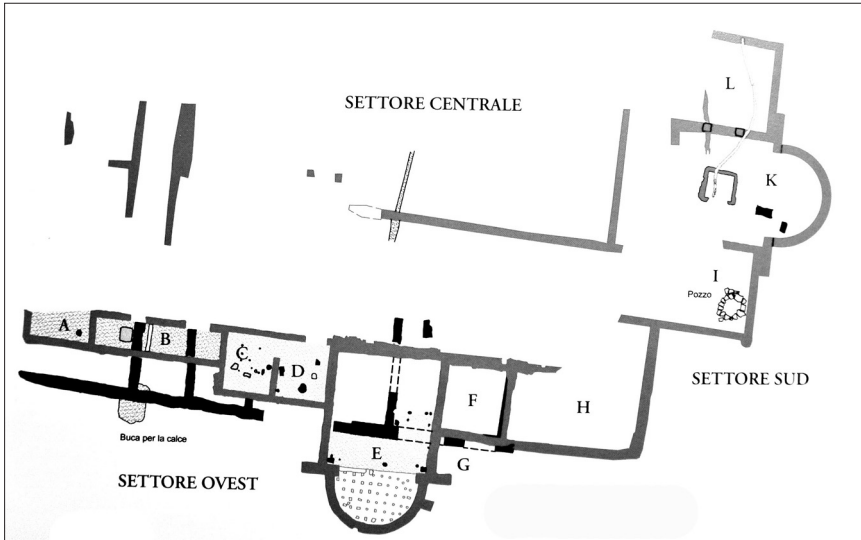 L
SETTORE CENTRALE
K
I
Pozzo
A
B
C
D
F
H
SETTORE SUD
E
G
Buca per la calce
SETTORE OVEST